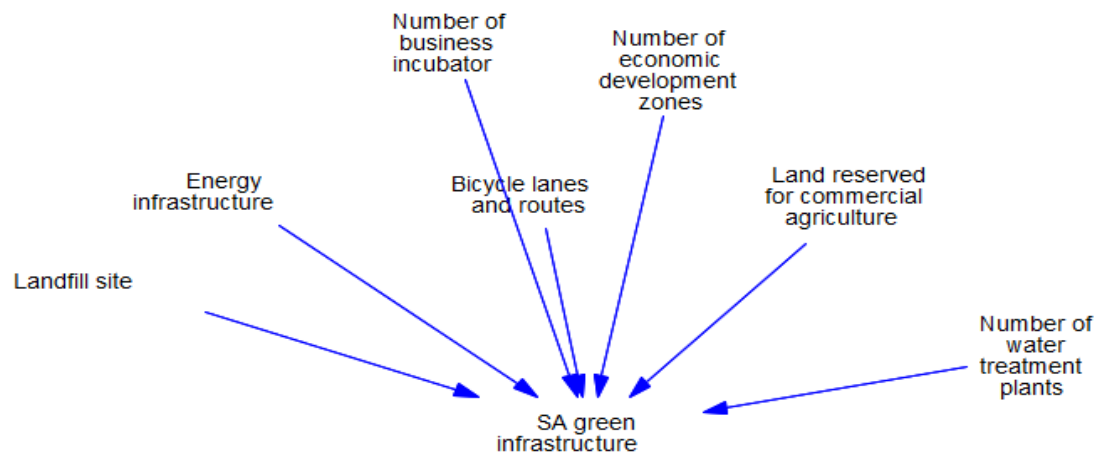 Number of
business
incubator
Number of
economic
development
zones
Energy
infrastructure
Bicycle lanes
and routes
Land reserved
for commercial
agriculture
Landfill site
Number of
water
treatment
plants
SA green
infrastructure